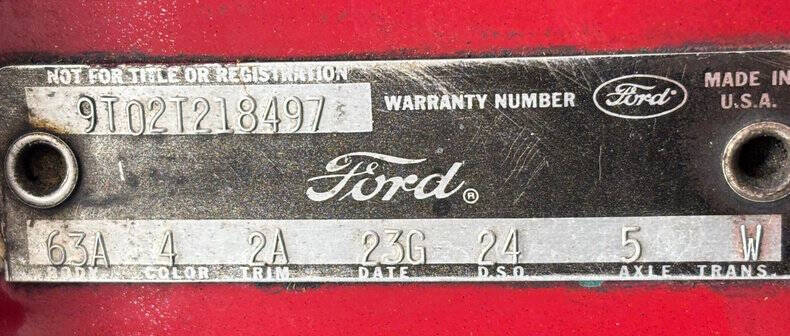 NOT FOR TITLE OR REGISTRATION
9T02T218497
WARRANTY NUMBER
Ford
MADE IN
U.S.A.
Ford®
63A 4 2A 23G 24 5 W
BODY COLOR TRIM DATE D.S.O. AXLE TRANS.